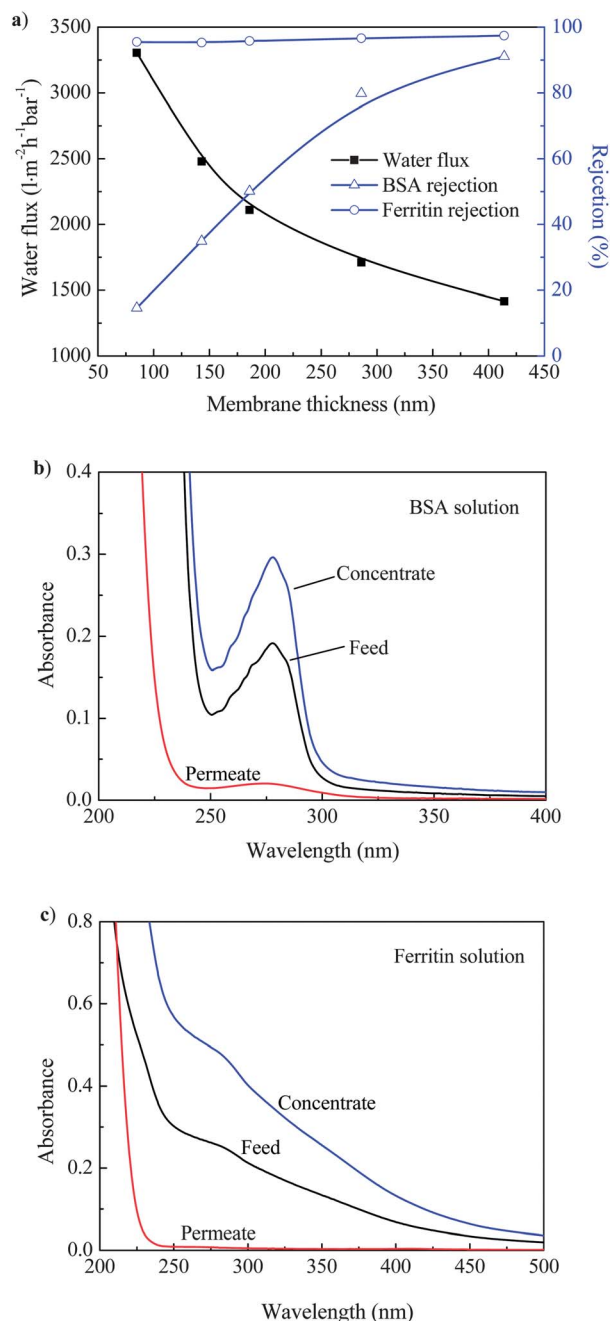 a)
3500
3000
2500
2000
1500
1000
Water flux (l·m⁻²h⁻¹bar⁻¹)
100
80
60
40
20
0
Rejcetion (%)
Water flux
BSA rejection
Ferritin rejection
50 100 150 200 250 300 350 400 450
Membrane thickness (nm)
b)
0.4
0.3
0.2
0.1
0.0
Absorbance
BSA solution
Concentrate
Feed
Permeate
200 250 300 350 400
Wavelength (nm)
c)
0.8
0.6
0.4
0.2
0.0
Absorbance
Ferritin solution
Concentrate
Feed
Permeate
200 250 300 350 400 450 500
Wavelength (nm)